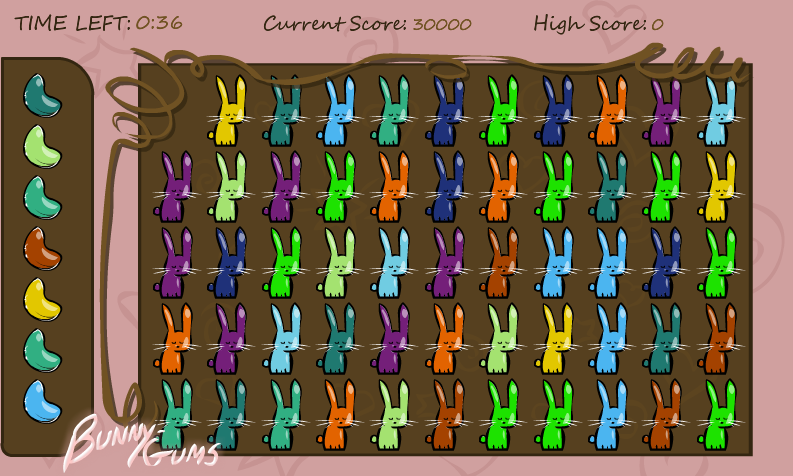 TIME LEFT: 0:36
Current Score: 30000
High Score: 0
BUNNY-
GUMS